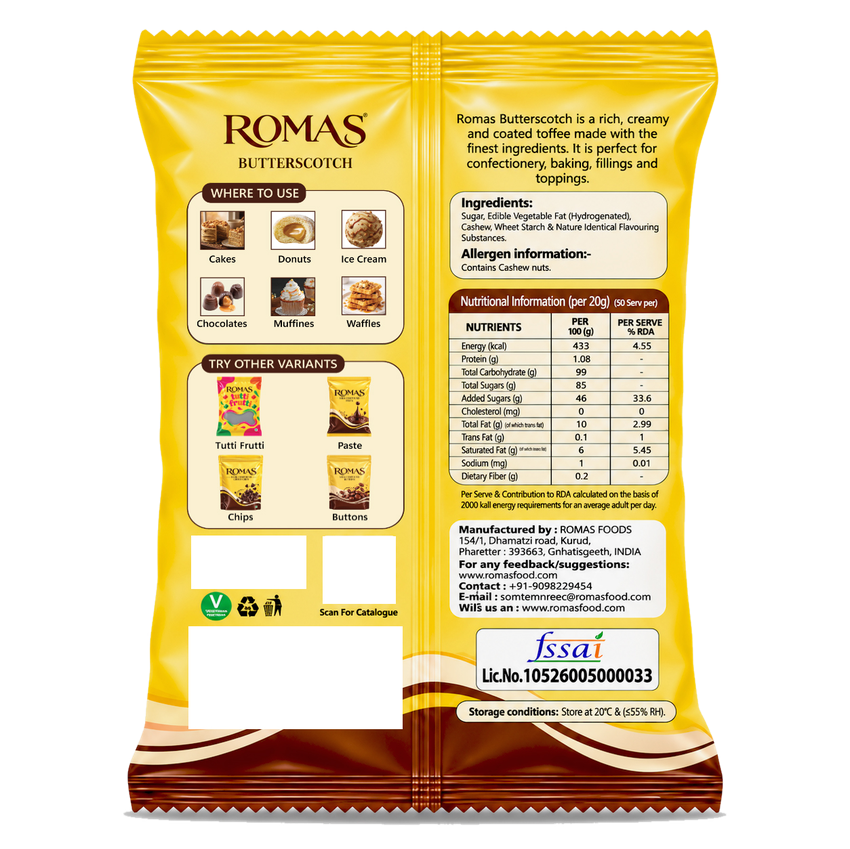 ROMAS®
BUTTERSCOTCH
WHERE TO USE
Cakes
Donuts
Ice Cream
Chocolates
Muffines
Waffles
TRY OTHER VARIANTS
ROMAS
tutti
frutti
Tutti Frutti
ROMAS
Paste
ROMAS
Chips
ROMAS
Buttons
V
Scan For Catalogue
Romas Butterscotch is a rich, creamy
and coated toffee made with the
finest ingredients. It is perfect for
confectionery, baking, fillings and
toppings.
Ingredients:
Sugar, Edible Vegetable Fat (Hydrogenated),
Cashew, Wheet Starch & Nature Identical Flavouring
Substances.
Allergen information:-
Contains Cashew nuts.
Nutritional Information (per 20g) (50 Serv per)
NUTRIENTS PER 100 (g) PER SERVE % RDA
Energy (kcal) 433 4.55
Protein (g) 1.08 -
Total Carbohydrate (g) 99 -
Total Sugars (g) 85 -
Added Sugars (g) 46 33.6
Cholesterol (mg) 0 0
Total Fat (g) (of which trans fat) 10 2.99
Trans Fat (g) 0.1 1
Saturated Fat (g) (of which trans fat) 6 5.45
Sodium (mg) 1 0.01
Dietary Fiber (g) 0.2 -
Per Serve & Contribution to RDA calculated on the basis of
2000 kall energy requirements for an average adult per day.
Manufactured by : ROMAS FOODS
154/1, Dhamatzi road, Kurud,
Pharetter : 393663, Gnhatisgeeth, INDIA
For any feedback/suggestions:
www.romasfood.com
Contact : +91-9098229454
E-mail : somtemnreec@romasfood.com
Wils us an : www.romasfood.com
fssai
Lic.No.10526005000033
Storage conditions: Store at 20°C & (≤55% RH).